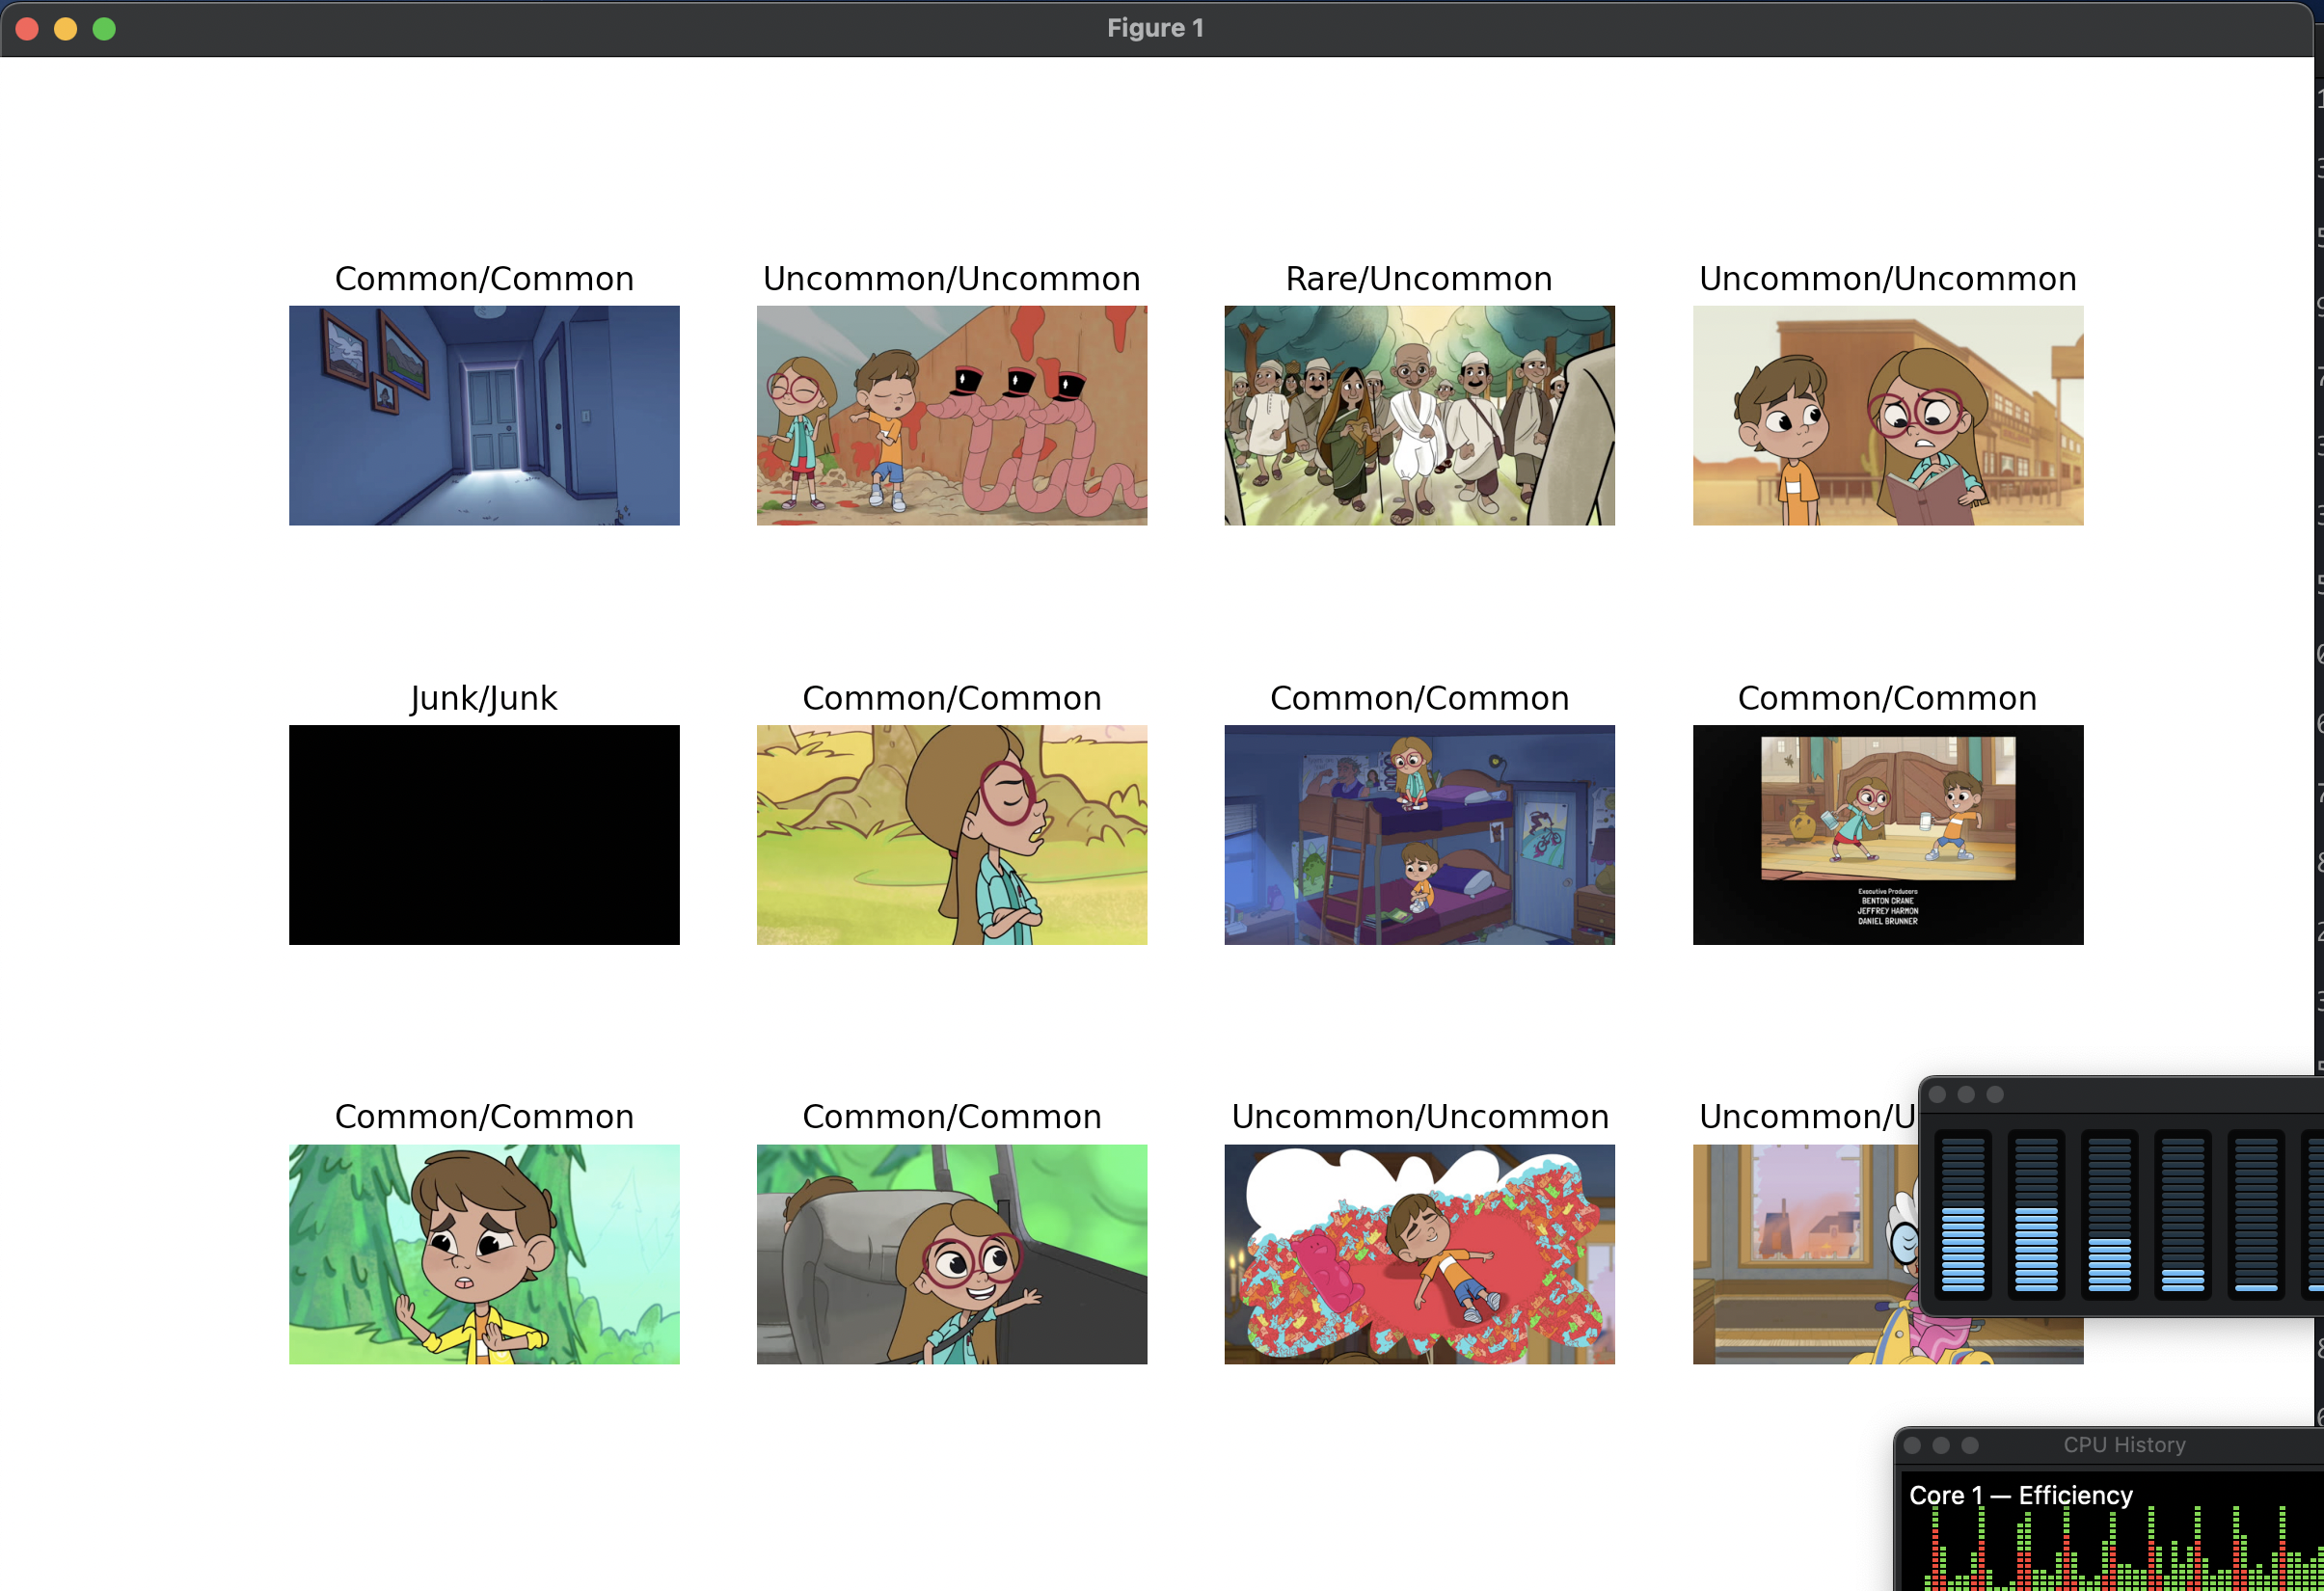 Figure 1
Common/Common
Uncommon/Uncommon
Rare/Uncommon
Uncommon/Uncommon
Junk/Junk
Common/Common
Common/Common
Common/Common
Executive Producers
BENTON CRANE
JEFFREY HARMON
DANIEL BRUNNER
Common/Common
Common/Common
Uncommon/Uncommon
Uncommon/U
CPU History
Core 1 — Efficiency